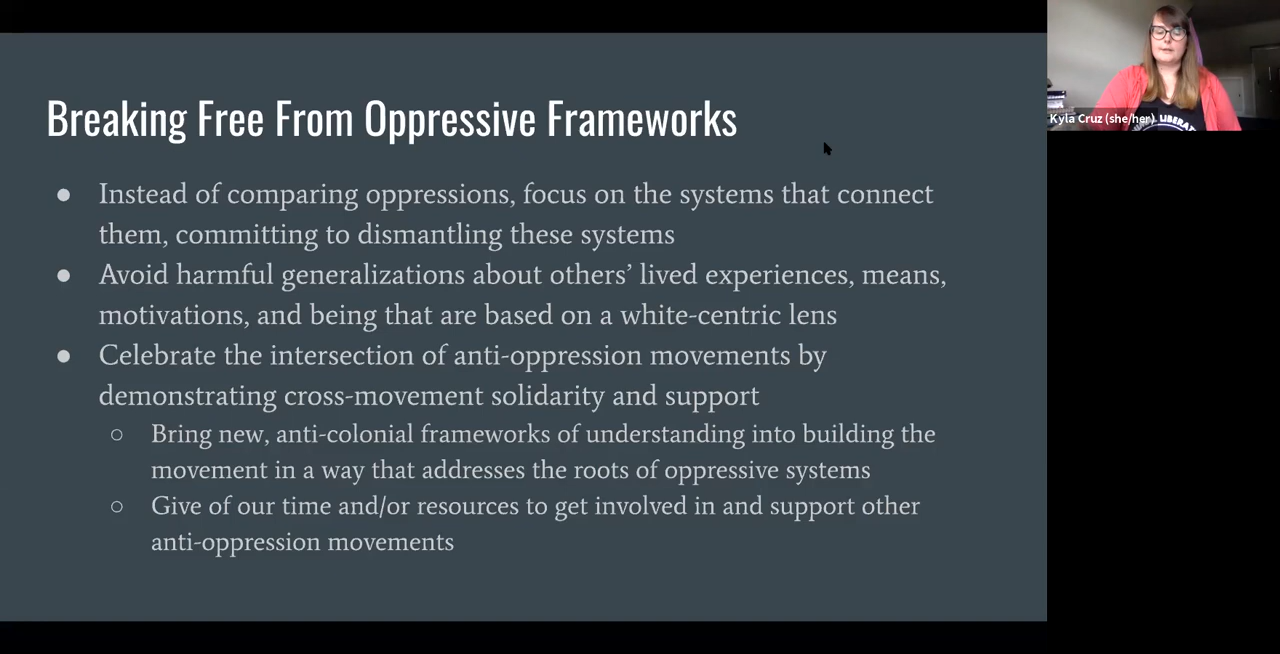 Breaking Free From Oppressive Frameworks
● Instead of comparing oppressions, focus on the systems that connect
them, committing to dismantling these systems
● Avoid harmful generalizations about others’ lived experiences, means,
motivations, and being that are based on a white-centric lens
● Celebrate the intersection of anti-oppression movements by
demonstrating cross-movement solidarity and support
○ Bring new, anti-colonial frameworks of understanding into building the
movement in a way that addresses the roots of oppressive systems
○ Give of our time and/or resources to get involved in and support other
anti-oppression movements
Kyla Cruz (she/her)